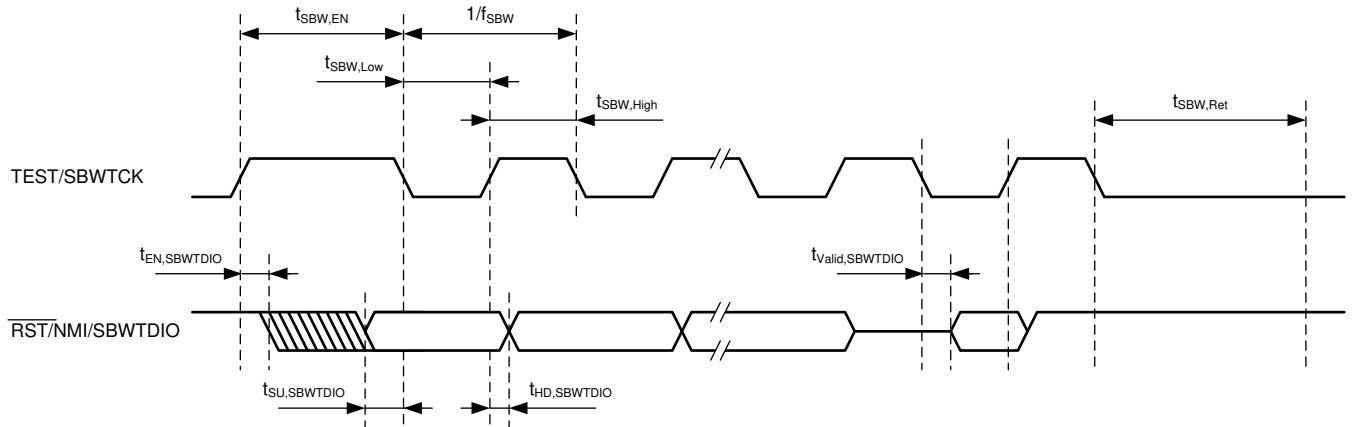 tSBW,EN
1/fSBW
tSBW,Low
tSBW,High
tSBW,Ret
TEST/SBWTCK
tEN,SBWTDIO
tValid,SBWTDIO
RST/NMI/SBWTDIO
tSU,SBWTDIO
tHD,SBWTDIO